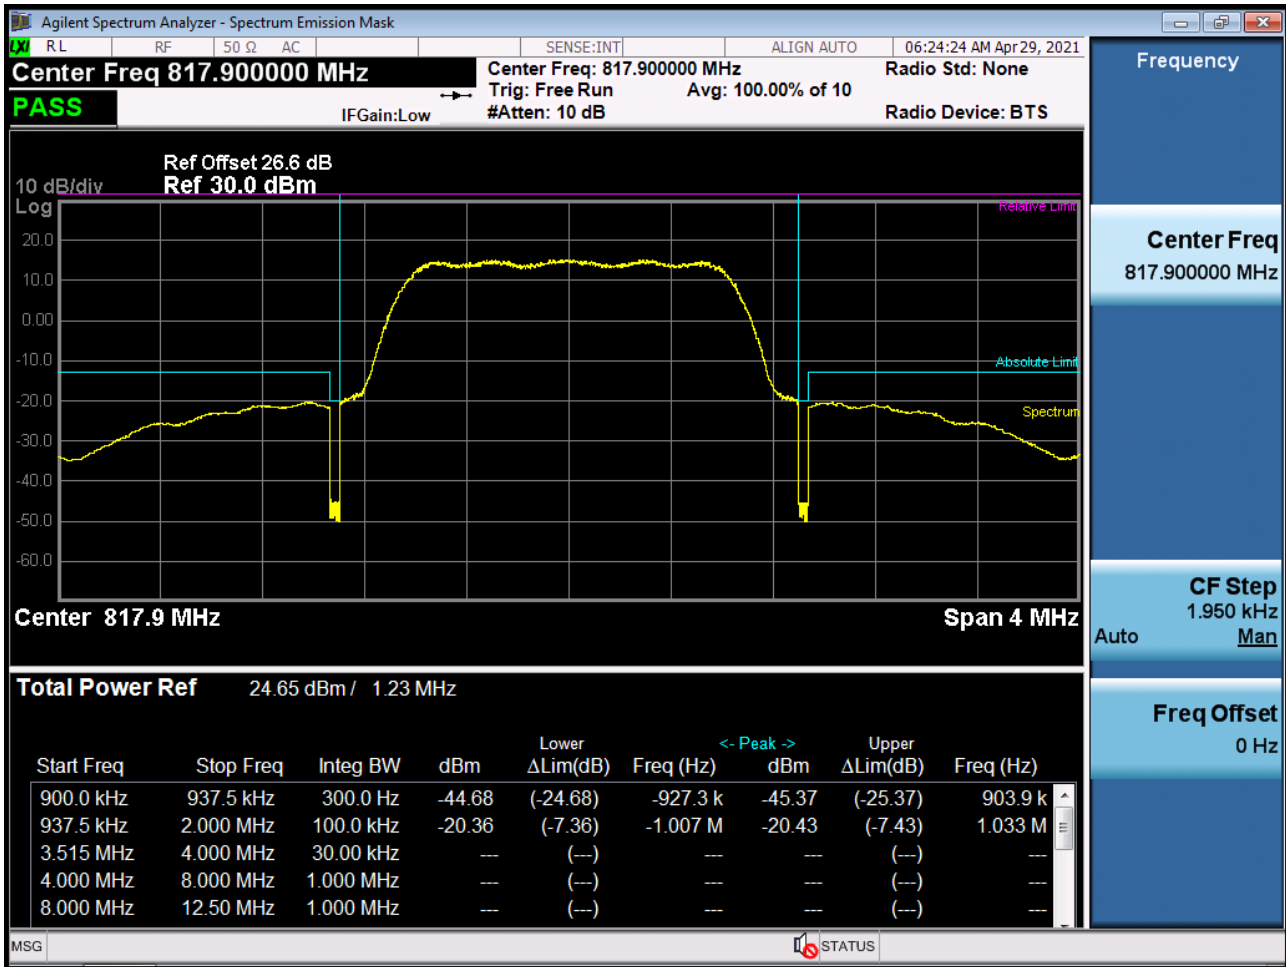 Agilent Spectrum Analyzer - Spectrum Emission Mask
LXI RL RF 50 Ω AC SENSE:INT ALIGN AUTO 06:24:24 AM Apr 29, 2021
Center Freq 817.900000 MHz
PASS
IFGain:Low
Center Freq: 817.900000 MHz
Trig: Free Run Avg: 100.00% of 10
#Atten: 10 dB
Radio Std: None
Radio Device: BTS
Ref Offset 26.6 dB
10 dB/div Ref 30.0 dBm
Log
Relative Limit
20.0
10.0
0.00
-10.0
Absolute Limit
-20.0
Spectrum
-30.0
-40.0
-50.0
-60.0
Center 817.9 MHz Span 4 MHz
Total Power Ref 24.65 dBm / 1.23 MHz
Lower <- Peak -> Upper
Start Freq Stop Freq Integ BW dBm ΔLim(dB) Freq (Hz) dBm ΔLim(dB) Freq (Hz)
900.0 kHz 937.5 kHz 300.0 Hz -44.68 (-24.68) -927.3 k -45.37 (-25.37) 903.9 k
937.5 kHz 2.000 MHz 100.0 kHz -20.36 (-7.36) -1.007 M -20.43 (-7.43) 1.033 M
3.515 MHz 4.000 MHz 30.00 kHz --- (---) --- --- (---) ---
4.000 MHz 8.000 MHz 1.000 MHz --- (---) --- --- (---) ---
8.000 MHz 12.50 MHz 1.000 MHz --- (---) --- --- (---) ---
MSG STATUS
Frequency
Center Freq
817.900000 MHz
CF Step
1.950 kHz
Auto Man
Freq Offset
0 Hz